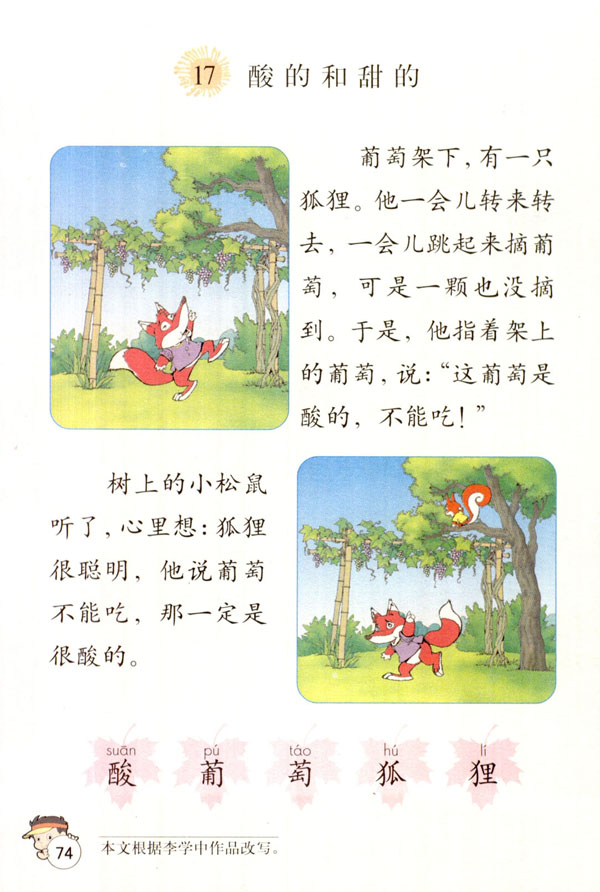 17 酸的和甜的
葡萄架下，有一只
狐狸。他一会儿转来转
去，一会儿跳起来摘葡
萄，可是一颗也没摘
到。于是，他指着架上
的葡萄，说：“这葡萄是
酸的，不能吃！”
树上的小松鼠
听了，心里想：狐狸
很聪明，他说葡萄
不能吃，那一定是
很酸的。
suān pú táo hú lí
酸 葡 萄 狐 狸
74 本文根据李学中作品改写。